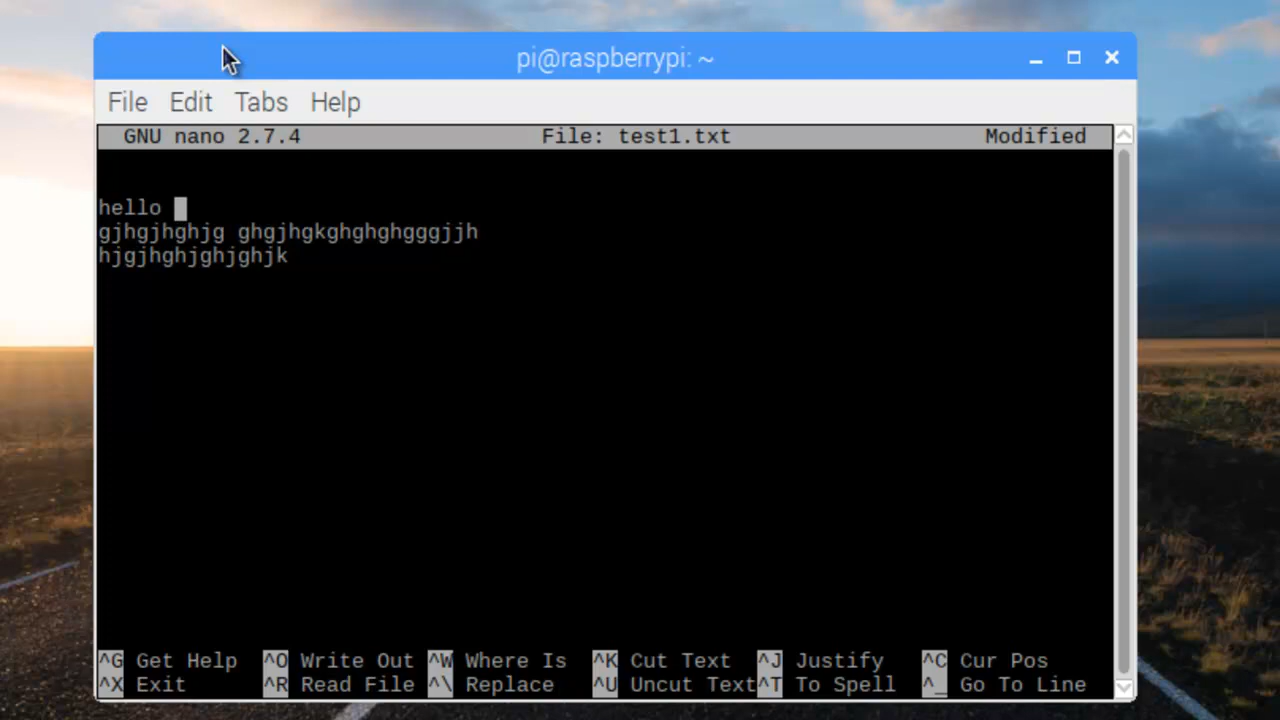 pi@raspberrypi: ~
File Edit Tabs Help
GNU nano 2.7.4 File: test1.txt Modified
hello
gjhgjhghjg ghgjhgkghghghgggjjh
hjgjhghjghjghjk
^G Get Help ^O Write Out ^W Where Is ^K Cut Text ^J Justify ^C Cur Pos
^X Exit ^R Read File ^\ Replace ^U Uncut Text ^T To Spell ^_ Go To Line